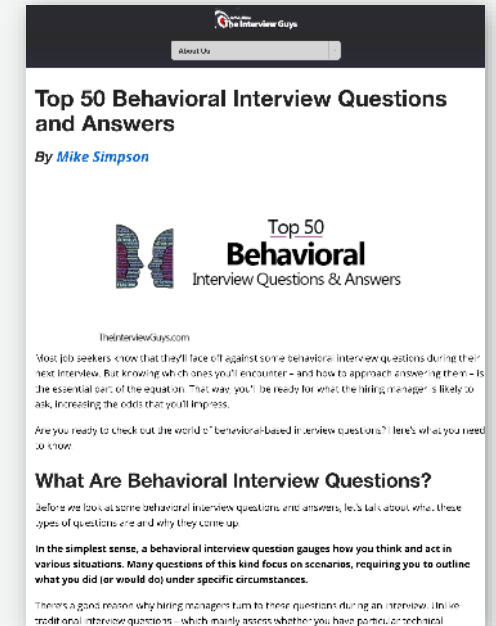 The Interview Guys
About Us
Top 50 Behavioral Interview Questions
and Answers
By Mike Simpson
Top 50
Behavioral
Interview Questions & Answers
TheInterviewGuys.com
Most job seekers know that they'll face off against some behavioral interview questions during their
next interview. But knowing which ones you'll encounter – and how to approach answering them – is
the essential part of the equation. That way, you'll be ready for what the hiring manager is likely to
ask, increasing the odds that you'll impress.
Are you ready to check out the world of behavioral-based interview questions? Here's what you need
to know.
What Are Behavioral Interview Questions?
Before we look at some behavioral interview questions and answers, let's talk about what these
types of questions are and why they come up.
In the simplest sense, a behavioral interview question gauges how you think and act in
various situations. Many questions of this kind focus on scenarios, requiring you to outline
what you did (or would do) under specific circumstances.
There's a good reason why hiring managers turn to these questions during an interview. Unlike
traditional interview questions – which mainly assess whether you have particular technical